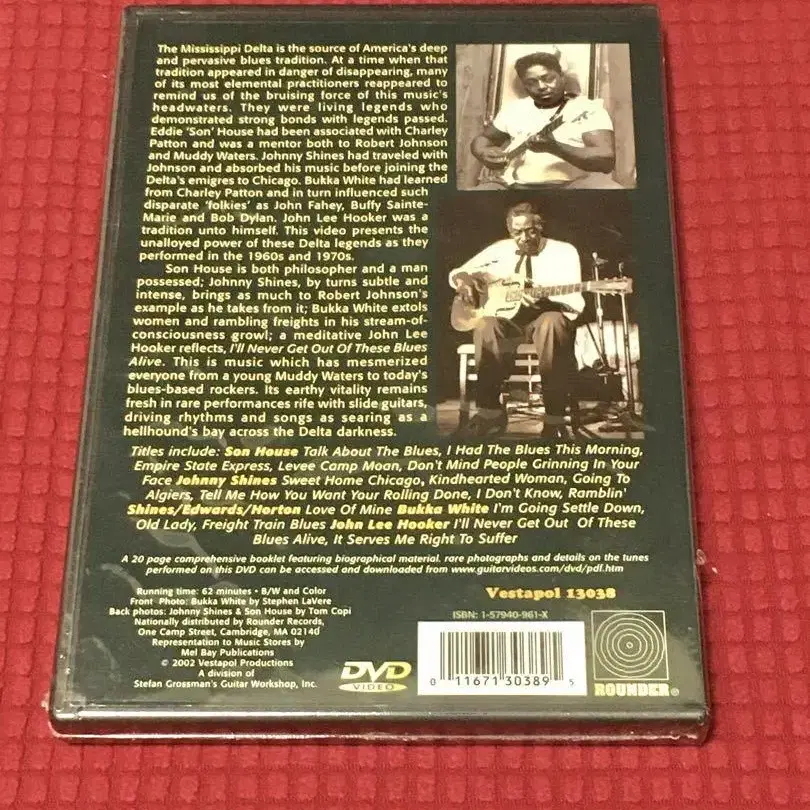 The Mississippi Delta is the source of America's deep
and pervasive blues tradition. At a time when that
tradition appeared in danger of disappearing, many
of its most elemental practitioners reappeared to
remind us of the bruising force of this music's
headwaters. They were living legends who
demonstrated strong bonds with legends passed.
Eddie 'Son' House had been associated with Charley
Patton and was a mentor both to Robert Johnson
and Muddy Waters. Johnny Shines had traveled with
Johnson and absorbed his music before joining the
Delta's emigres to Chicago. Bukka White had learned
from Charley Patton and in turn influenced such
disparate 'folkies' as John Fahey, Buffy Sainte-
Marie and Bob Dylan. John Lee Hooker was a
tradition unto himself. This video presents the
unalloyed power of these Delta legends as they
performed in the 1960s and 1970s.
Son House is both philosopher and a man
possessed; Johnny Shines, by turns subtle and
intense, brings as much to Robert Johnson's
example as he takes from it; Bukka White extols
women and rambling freights in his stream-of-
consciousness growl; a meditative John Lee
Hooker reflects, I'll Never Get Out Of These Blues
Alive. This is music which has mesmerized
everyone from a young Muddy Waters to today's
blues-based rockers. Its earthy vitality remains
fresh in rare performances rife with slide guitars,
driving rhythms and songs as searing as a
hellhound's bay across the Delta darkness.
Titles include: Son House Talk About The Blues, I Had The Blues This Morning,
Empire State Express, Levee Camp Moan, Don't Mind People Grinning In Your
Face Johnny Shines Sweet Home Chicago, Kindhearted Woman, Going To
Algiers, Tell Me How You Want Your Rolling Done, I Don't Know, Ramblin'
Shines/Edwards/Horton Love Of Mine Bukka White I'm Going Settle Down,
Old Lady, Freight Train Blues John Lee Hooker I'll Never Get Out Of These
Blues Alive, It Serves Me Right To Suffer
A 20 page comprehensive booklet featuring biographical material, rare photographs and details on the tunes
performed on this DVD can be accessed and downloaded from www.guitarvideos.com/dvd/pdf.htm
Running time: 62 minutes • B/W and Color
Front Photo: Bukka White by Stephen LaVere
Back photos: Johnny Shines & Son House by Tom Copi
Nationally distributed by Rounder Records,
One Camp Street, Cambridge, MA 02140
Representation to Music Stores by
Mel Bay Publications
© 2002 Vestapol Productions
A division of
Stefan Grossman's Guitar Workshop, Inc.
DVD
VIDEO
Vestapol 13038
ISBN: 1-57940-961-X
0 11671 30389 5
ROUNDER®